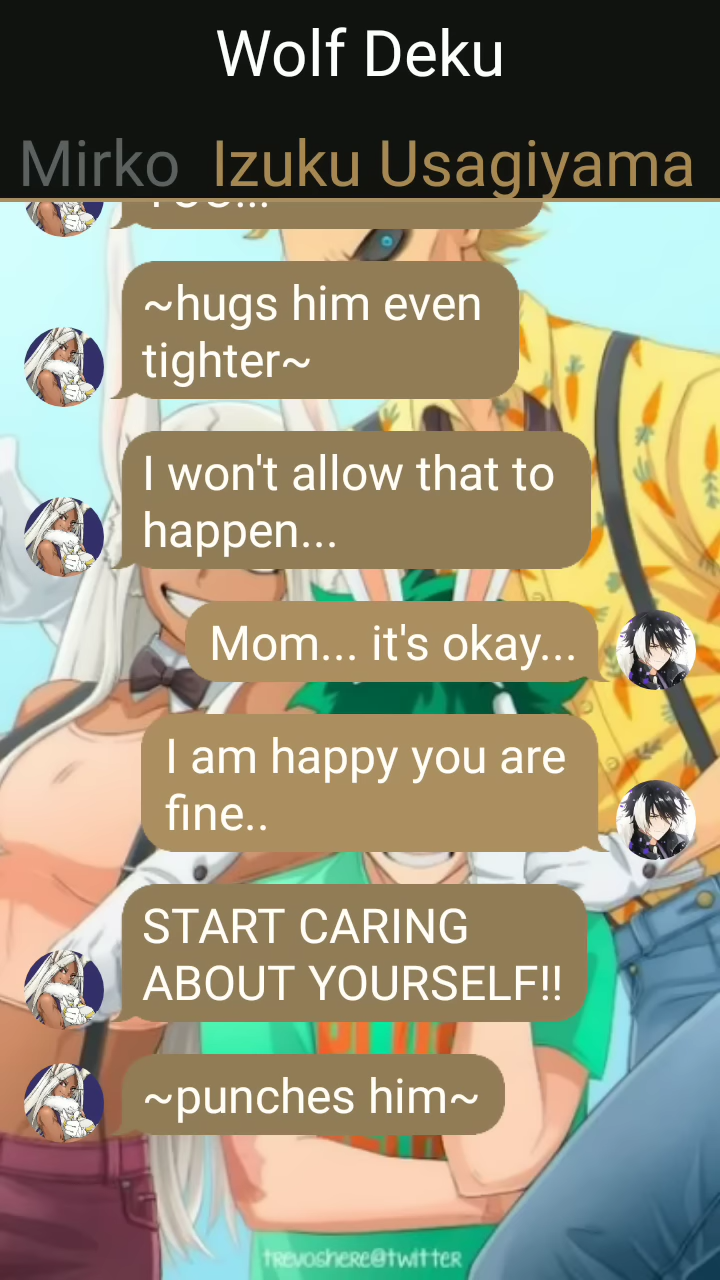 Wolf Deku
Mirko Izuku Usagiyama
~hugs him even
tighter~
I won't allow that to
happen...
Mom... it's okay...
I am happy you are
fine..
START CARING
ABOUT YOURSELF!!
~punches him~
trevoshere@twitter